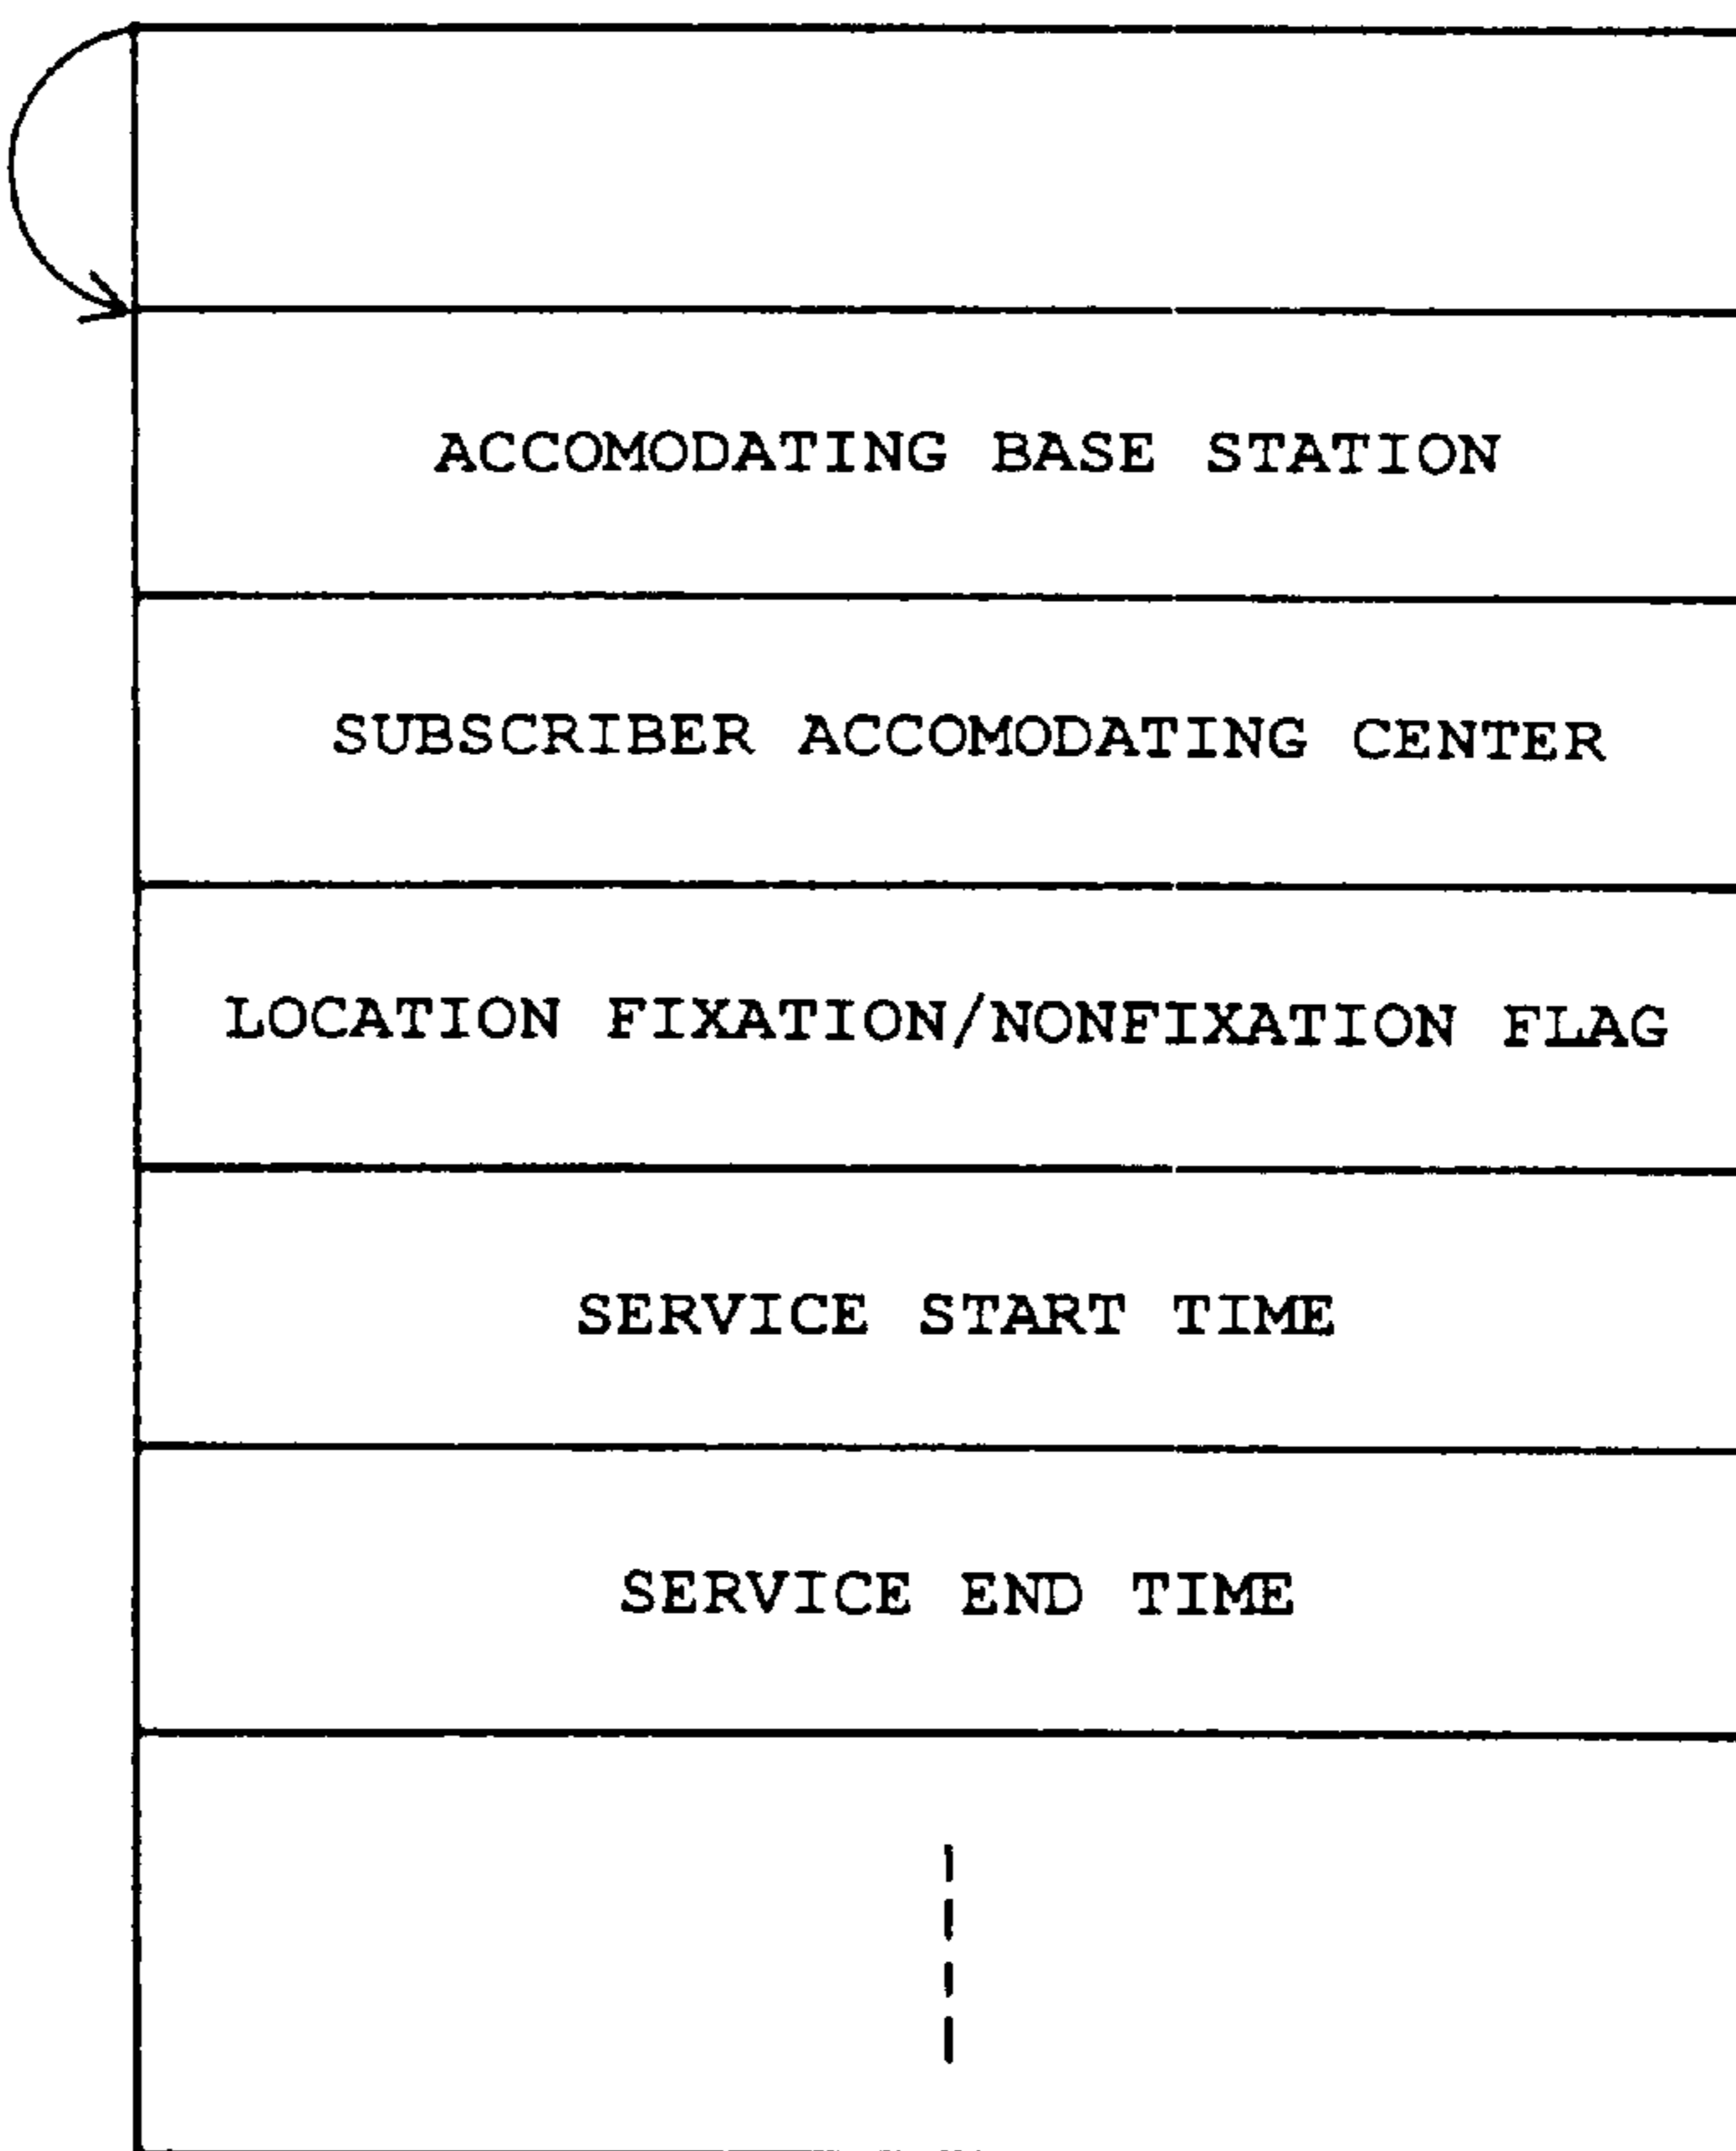 ACCOMODATING BASE STATION
SUBSCRIBER ACCOMODATING CENTER
LOCATION FIXATION/NONFIXATION FLAG
SERVICE START TIME
SERVICE END TIME